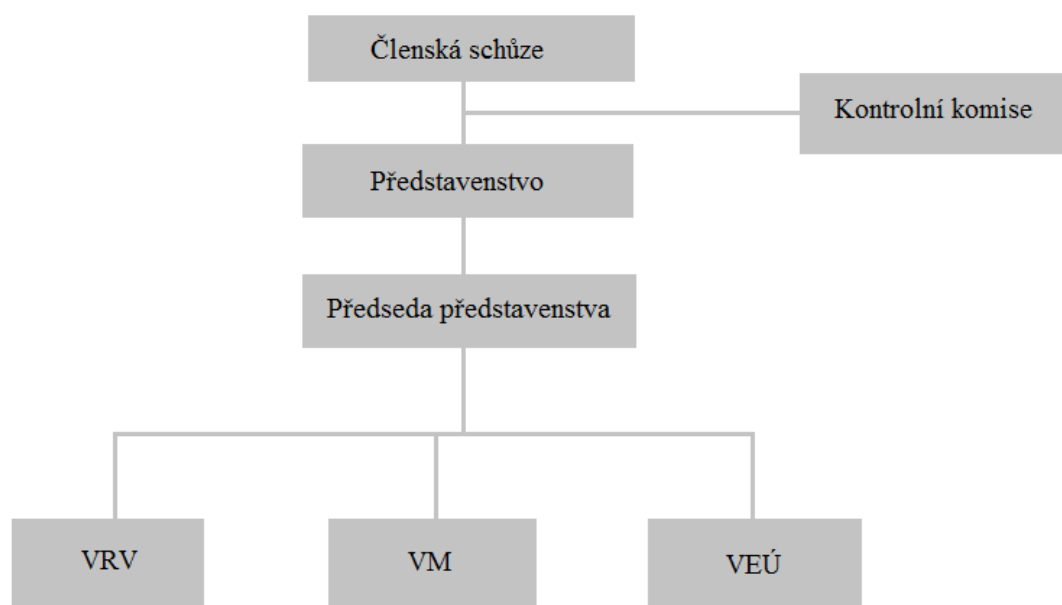 Členská schůze
Kontrolní komise
Představenstvo
Předseda představenstva
VRV
VM
VEÚ